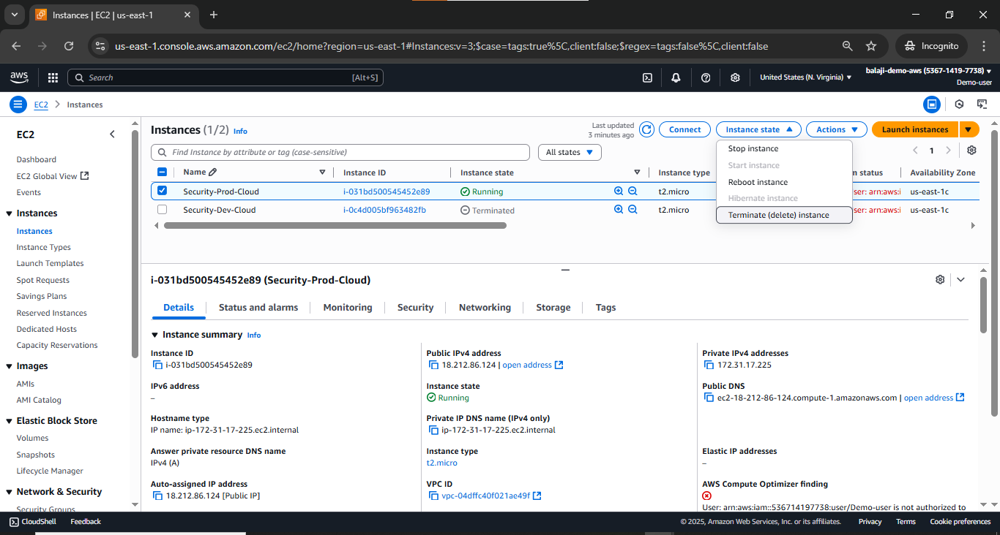 Instances | EC2 | us-east-1
us-east-1.console.aws.amazon.com/ec2/home?region=us-east-1#Instances:v=3;$case=tags:true%5C,client:false;$regex=tags:false%5C,client:false
Incognito
aws
Search [Alt+S]
United States (N. Virginia)
balaji-demo-aws (5367-1419-7738)
Demo-user
EC2 Instances
EC2
Dashboard
EC2 Global View
Events
Instances
Instances
Instance Types
Launch Templates
Spot Requests
Savings Plans
Reserved Instances
Dedicated Hosts
Capacity Reservations
Images
AMIs
AMI Catalog
Elastic Block Store
Volumes
Snapshots
Lifecycle Manager
Network & Security
Security Groups
Instances (1/2) Info
Last updated
3 minutes ago
Connect
Instance state
Actions
Launch instances
Find Instance by attribute or tag (case-sensitive)
All states
1
Stop instance
Start instance
Reboot instance
Hibernate instance
Terminate (delete) instance
Name Instance ID Instance state Instance type n status Availability Zone
Security-Prod-Cloud i-031bd500545452e89 Running t2.micro ser: arn:aws:i us-east-1c
Security-Dev-Cloud i-0c4d005bf963482fb Terminated t2.micro ser: arn:aws:i us-east-1c
i-031bd500545452e89 (Security-Prod-Cloud)
Details Status and alarms Monitoring Security Networking Storage Tags
Instance summary Info
Instance ID
i-031bd500545452e89
IPv6 address
–
Hostname type
IP name: ip-172-31-17-225.ec2.internal
Answer private resource DNS name
IPv4 (A)
Auto-assigned IP address
18.212.86.124 [Public IP]
Public IPv4 address
18.212.86.124 | open address
Instance state
Running
Private IP DNS name (IPv4 only)
ip-172-31-17-225.ec2.internal
Instance type
t2.micro
VPC ID
vpc-04dffc40f021ae49f
Private IPv4 addresses
172.31.17.225
Public DNS
ec2-18-212-86-124.compute-1.amazonaws.com | open address
Elastic IP addresses
–
AWS Compute Optimizer finding
User: arn:aws:iam::536714197738:user/Demo-user is not authorized to
CloudShell Feedback
© 2025, Amazon Web Services, Inc. or its affiliates. Privacy Terms Cookie preferences